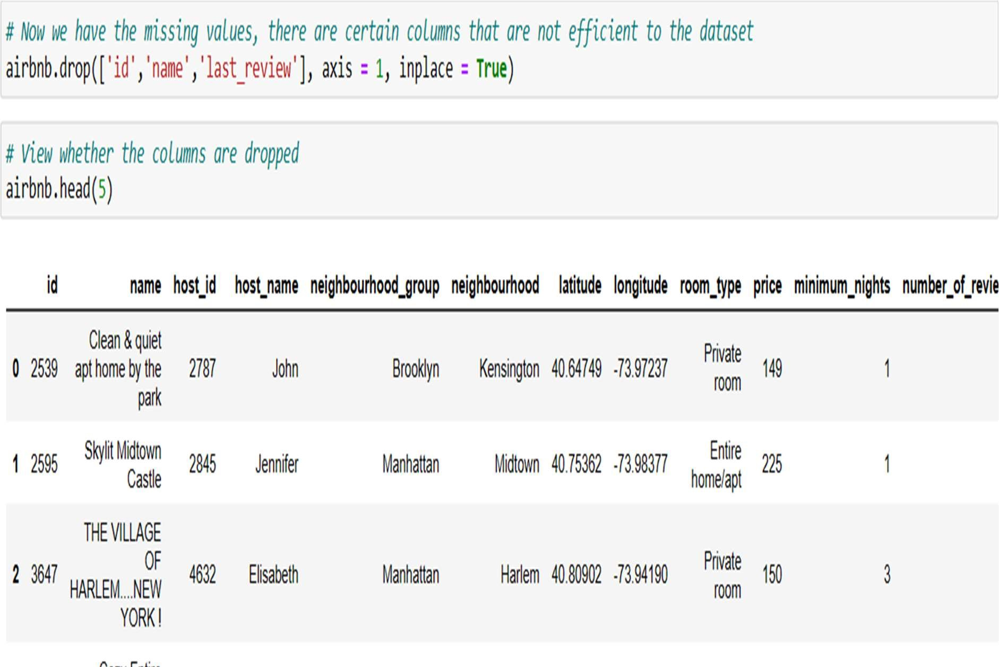 # Now we have the missing values, there are certain columns that are not efficient to the dataset
airbnb.drop(['id','name','last_review'], axis = 1, inplace = True)
# View whether the columns are dropped
airbnb.head(5)
id name host_id host_name neighbourhood_group neighbourhood latitude longitude room_type price minimum_nights number_of_revie
0 2539 Clean & quiet apt home by the park 2787 John Brooklyn Kensington 40.64749 -73.97237 Private room 149 1
1 2595 Skylit Midtown Castle 2845 Jennifer Manhattan Midtown 40.75362 -73.98377 Entire home/apt 225 1
2 3647 THE VILLAGE OF HARLEM....NEW YORK ! 4632 Elisabeth Manhattan Harlem 40.80902 -73.94190 Private room 150 3